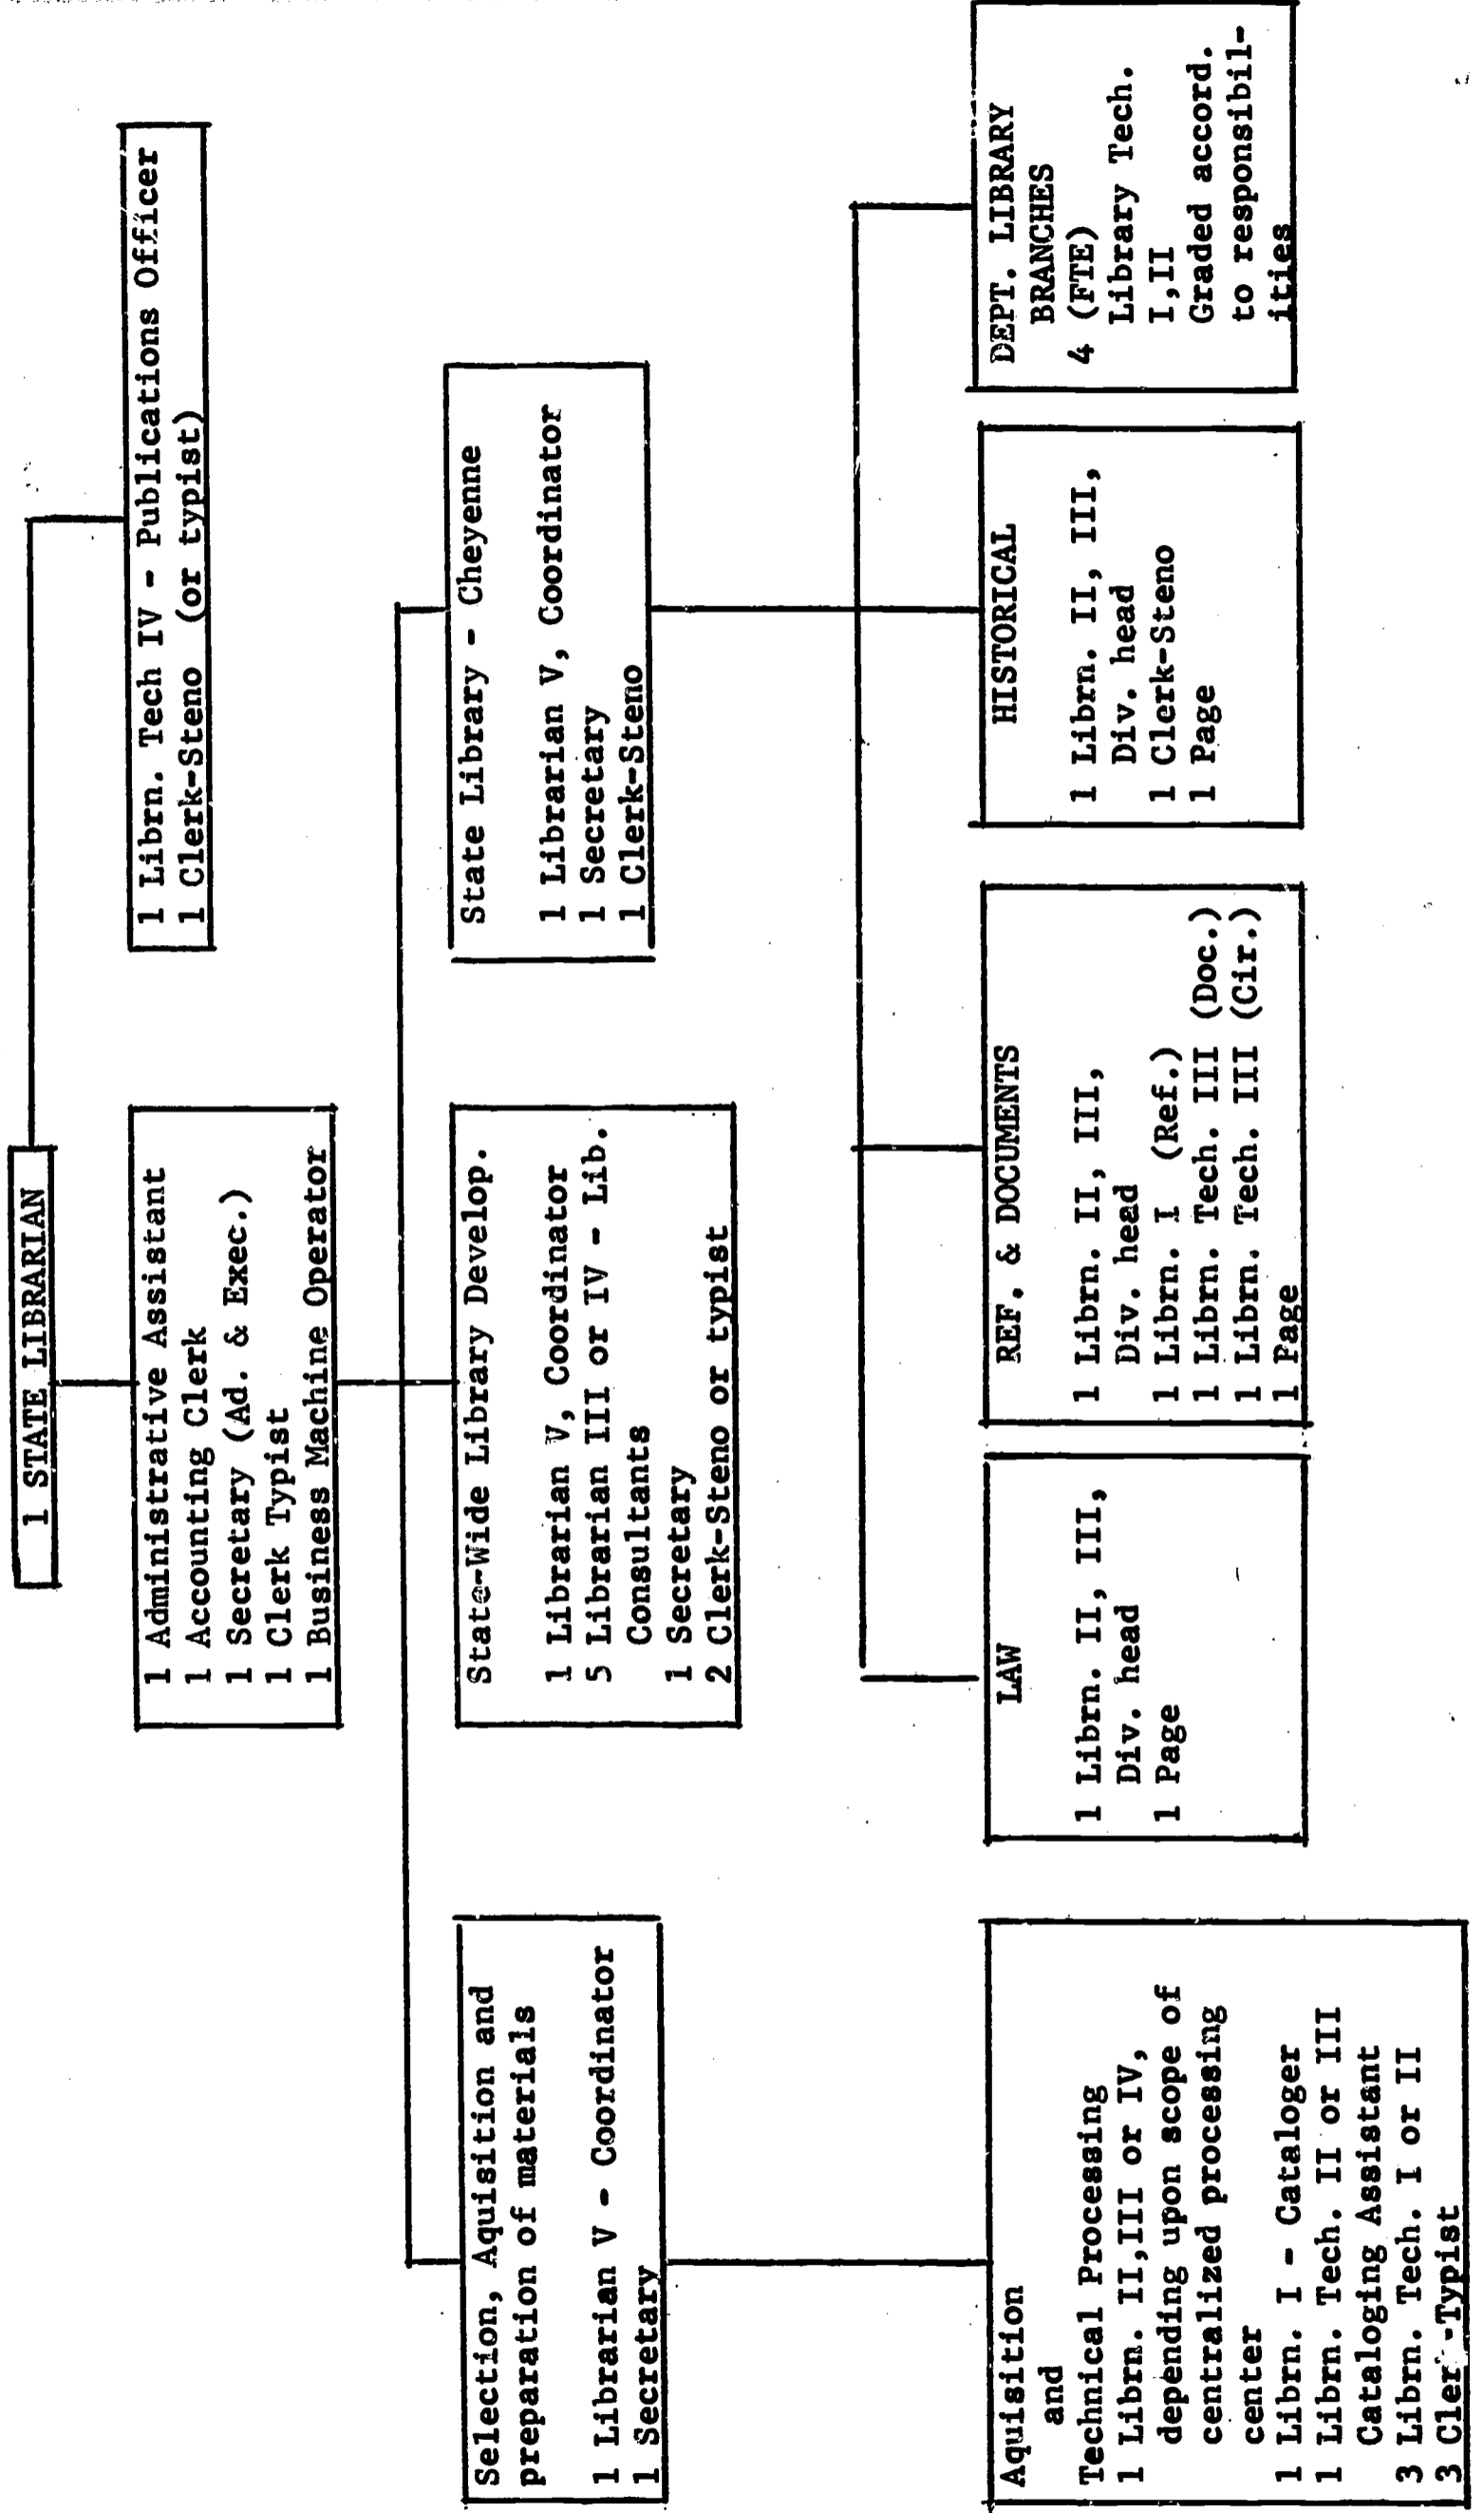 1 STATE LIBRARIAN
1 Librn. Tech IV - Publications Officer
1 Clerk-Steno (or typist)
1 Administrative Assistant
1 Accounting Clerk
1 Secretary (Ad. & Exec.)
1 Clerk Typist
1 Business Machine Operator
Selection, Aquisition and
preparation of materials
1 Librarian V - Coordinator
1 Secretary
State-Wide Library Develop.
1 Librarian V, Coordinator
5 Librarian III or IV - Lib.
Consultants
1 Secretary
2 Clerk-Steno or typist
State Library - Cheyenne
1 Librarian V, Coordinator
1 Secretary
1 Clerk-Steno
Aquisition
and
Technical Processing
1 Librn. II,III or IV,
depending upon scope of
centralized processing
center
1 Librn. I - Cataloger
1 Librn. Tech. II or III
Cataloging Assistant
3 Librn. Tech. I or II
3 Clerk-Typist
LAW
1 Librn. II, III,
Div. head
1 Page
REF. & DOCUMENTS
1 Librn. II, III,
Div. head
1 Librn. I (Ref.)
1 Librn. Tech. III (Doc.)
1 Librn. Tech. III (Cir.)
1 Page
HISTORICAL
1 Librn. II, III,
Div. head
1 Clerk-Steno
1 Page
DEPT. LIBRARY
BRANCHES
4 (FTE)
Library Tech.
I,II
Graded accord.
to responsibil-
ities